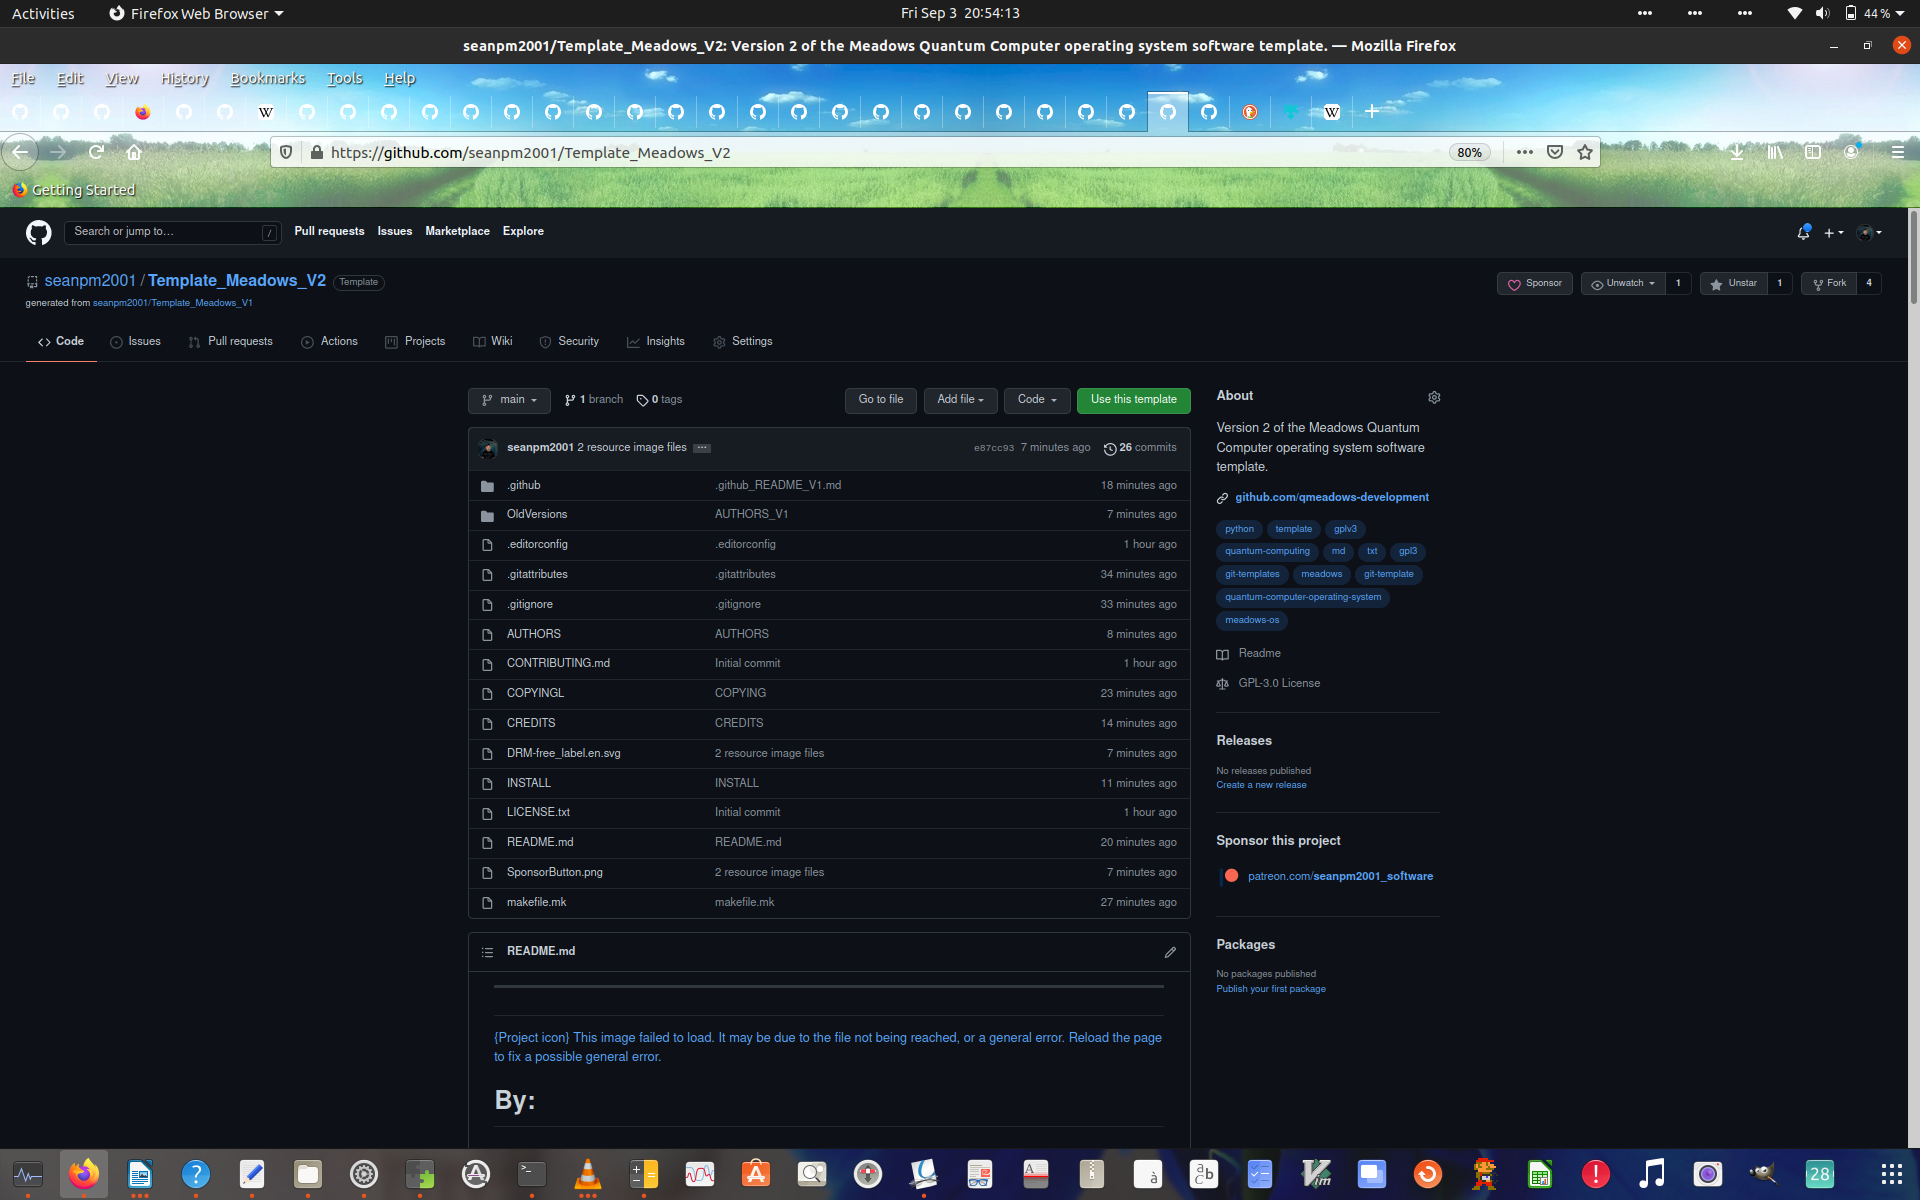 Activities Firefox Web Browser Fri Sep 3 20:54:13 44 %
seanpm2001/Template_Meadows_V2: Version 2 of the Meadows Quantum Computer operating system software template. — Mozilla Firefox
File Edit View History Bookmarks Tools Help
https://github.com/seanpm2001/Template_Meadows_V2 80%
Getting Started
Search or jump to… / Pull requests Issues Marketplace Explore
seanpm2001 / Template_Meadows_V2 Template
Sponsor Unwatch 1 Unstar 1 Fork 4
generated from seanpm2001/Template_Meadows_V1
Code Issues Pull requests Actions Projects Wiki Security Insights Settings
main 1 branch 0 tags Go to file Add file Code Use this template
seanpm2001 2 resource image files e87cc93 7 minutes ago 26 commits
.github .github_README_V1.md 18 minutes ago
OldVersions AUTHORS_V1 7 minutes ago
.editorconfig .editorconfig 1 hour ago
.gitattributes .gitattributes 34 minutes ago
.gitignore .gitignore 33 minutes ago
AUTHORS AUTHORS 8 minutes ago
CONTRIBUTING.md Initial commit 1 hour ago
COPYINGL COPYING 23 minutes ago
CREDITS CREDITS 14 minutes ago
DRM-free_label.en.svg 2 resource image files 7 minutes ago
INSTALL INSTALL 11 minutes ago
LICENSE.txt Initial commit 1 hour ago
README.md README.md 20 minutes ago
SponsorButton.png 2 resource image files 7 minutes ago
makefile.mk makefile.mk 27 minutes ago
README.md
{Project icon} This image failed to load. It may be due to the file not being reached, or a general error. Reload the page
to fix a possible general error.
By:
About
Version 2 of the Meadows Quantum
Computer operating system software
template.
github.com/qmeadows-development
python template gplv3
quantum-computing md txt gpl3
git-templates meadows git-template
quantum-computer-operating-system
meadows-os
Readme
GPL-3.0 License
Releases
No releases published
Create a new release
Sponsor this project
patreon.com/seanpm2001_software
Packages
No packages published
Publish your first package
28